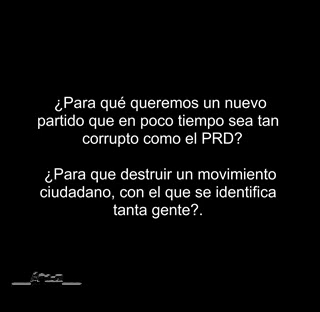 ¿Para qué queremos un nuevo
partido que en poco tiempo sea tan
corrupto como el PRD?
¿Para que destruir un movimiento
ciudadano, con el que se identifica
tanta gente?.